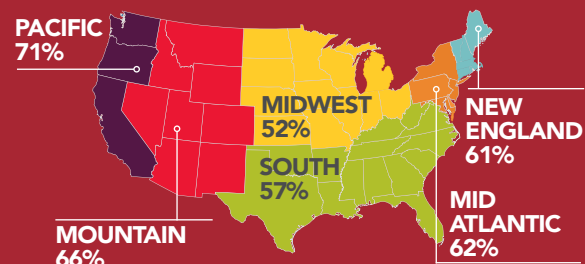 PACIFIC
71%
MIDWEST
52%
NEW
ENGLAND
61%
SOUTH
57%
MID
ATLANTIC
62%
MOUNTAIN
66%